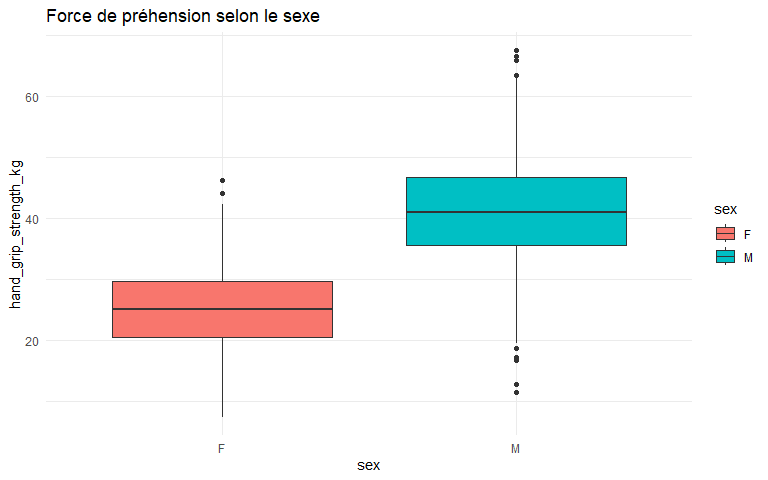 Force de préhension selon le sexe
hand_grip_strength_kg
60
40
20
F
M
sex
sex
F
M